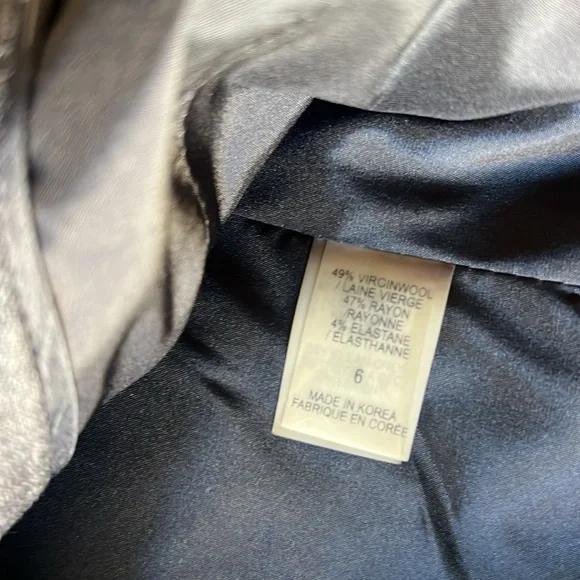 49% VIRGINWOOL
/ LAINE VIERGE
47% RAYON
/RAYONNE
4% ELASTANE
/ ELASTHANNE
6
MADE IN KOREA
FABRIQUE EN CORÉE